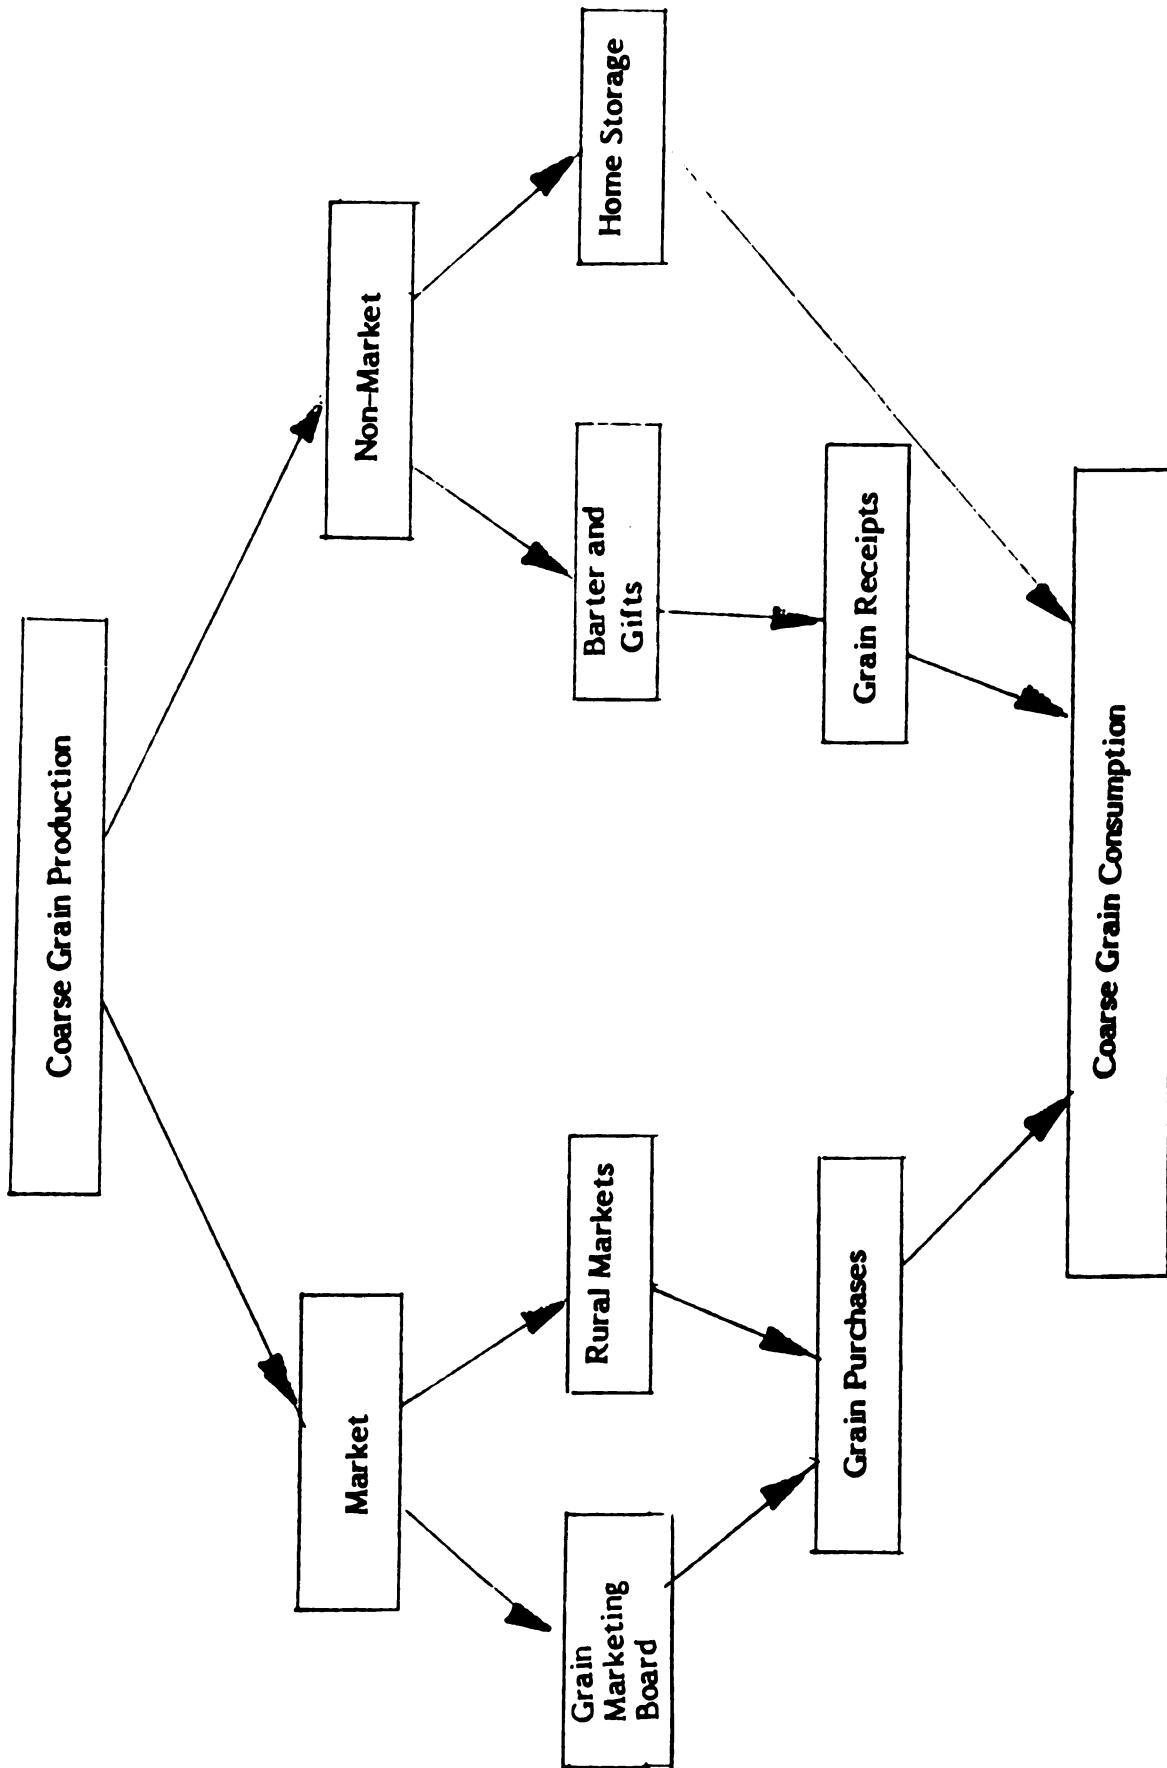 Coarse Grain Production
Market
Non-Market
Grain
Marketing
Board
Rural Markets
Barter and
Gifts
Home Storage
Grain Purchases
Grain Receipts
Coarse Grain Consumption